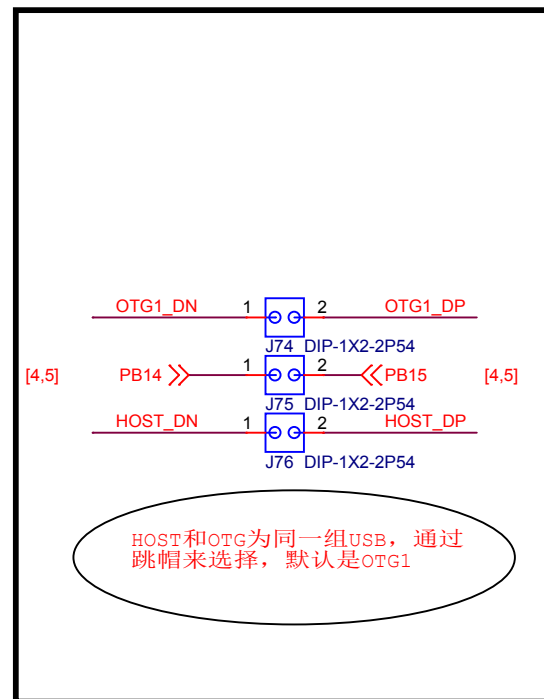 OTG1_DN 1 2 OTG1_DP
J74 DIP-1X2-2P54
[4,5] PB14 1 2 PB15 [4,5]
J75 DIP-1X2-2P54
HOST_DN 1 2 HOST_DP
J76 DIP-1X2-2P54
HOST和OTG为同一组USB，通过
跳帽来选择，默认是OTG1